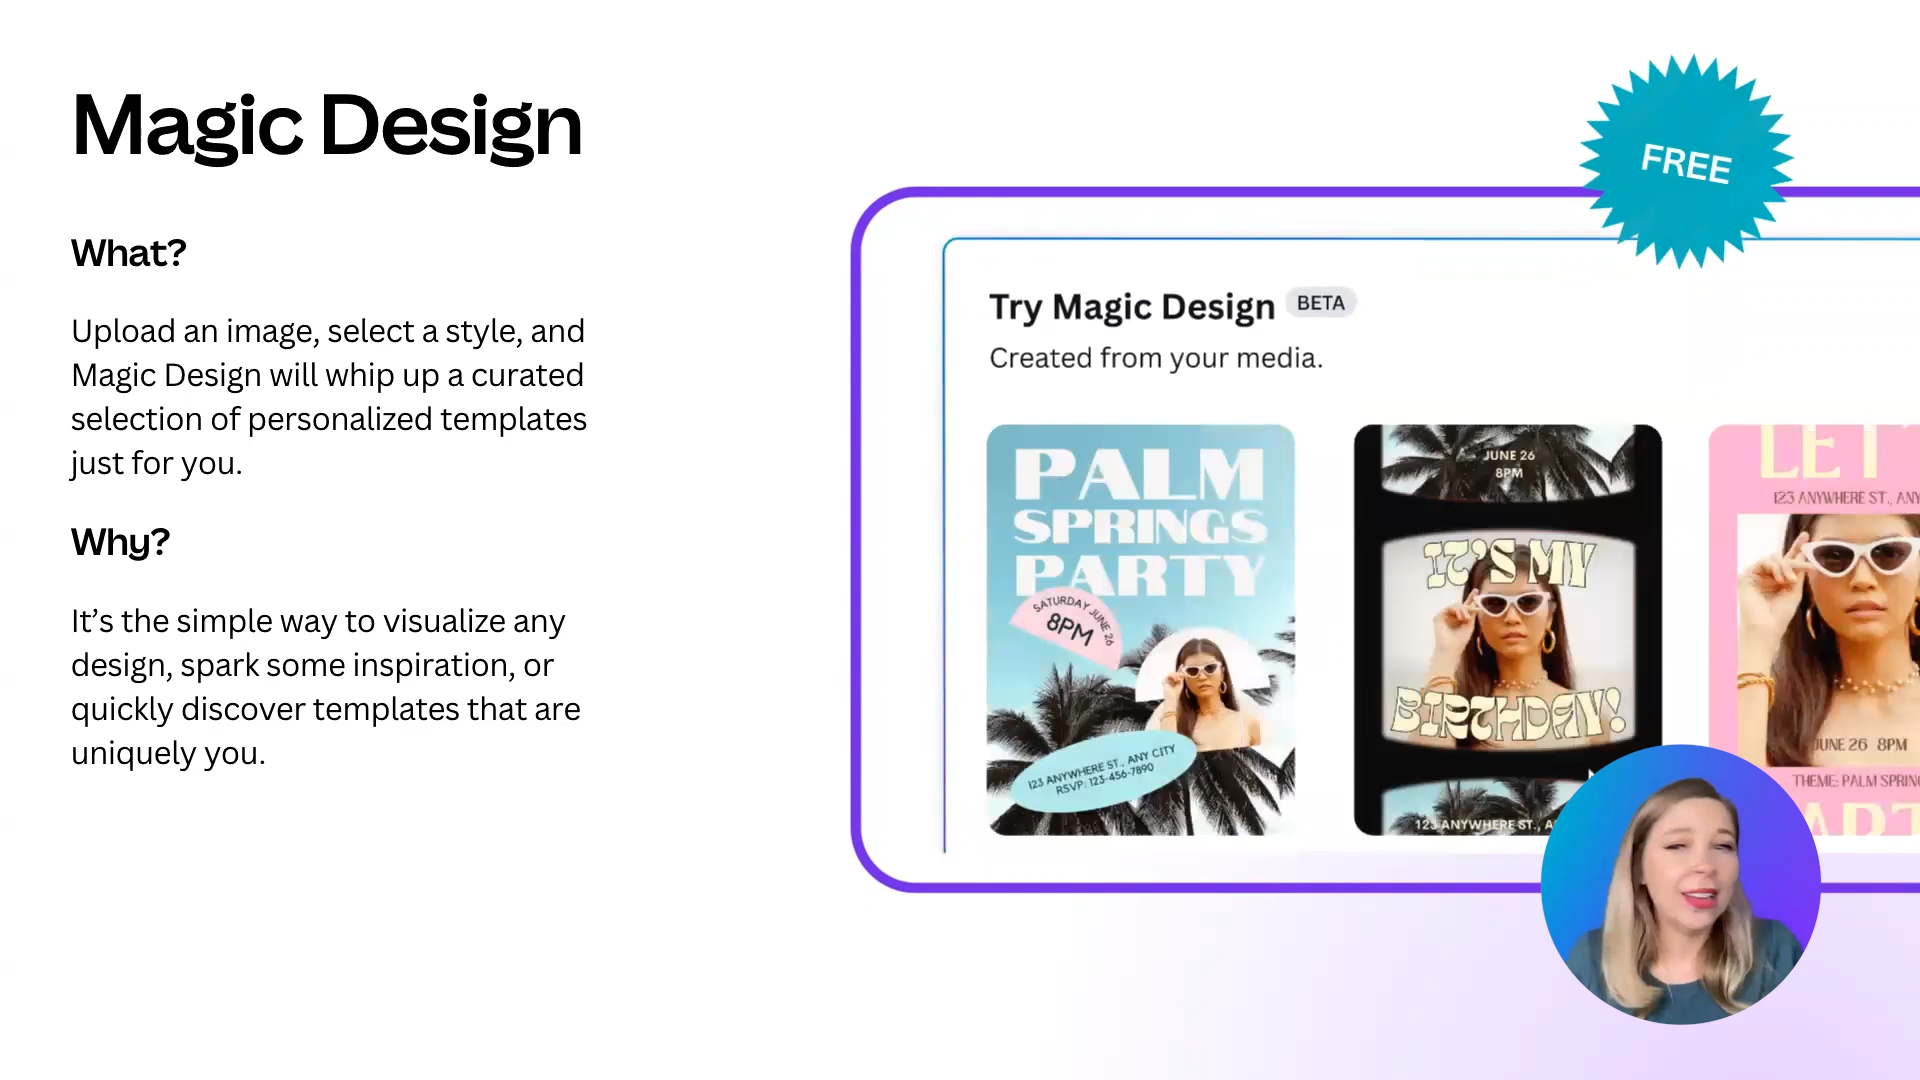 Magic Design
What?
Upload an image, select a style, and
Magic Design will whip up a curated
selection of personalized templates
just for you.
Why?
It’s the simple way to visualize any
design, spark some inspiration, or
quickly discover templates that are
uniquely you.
FREE
Try Magic Design BETA
Created from your media.
PALM
SPRINGS
PARTY
SATURDAY JUNE 26
8PM
123 ANYWHERE ST., ANY CITY
RSVP: 123-456-7890
JUNE 26
8PM
IT'S MY
BIRTHDAY!
123 ANYWHERE ST., A
LET'
123 ANYWHERE ST., ANY
JUNE 26 8PM
THEME: PALM SPRING
ART